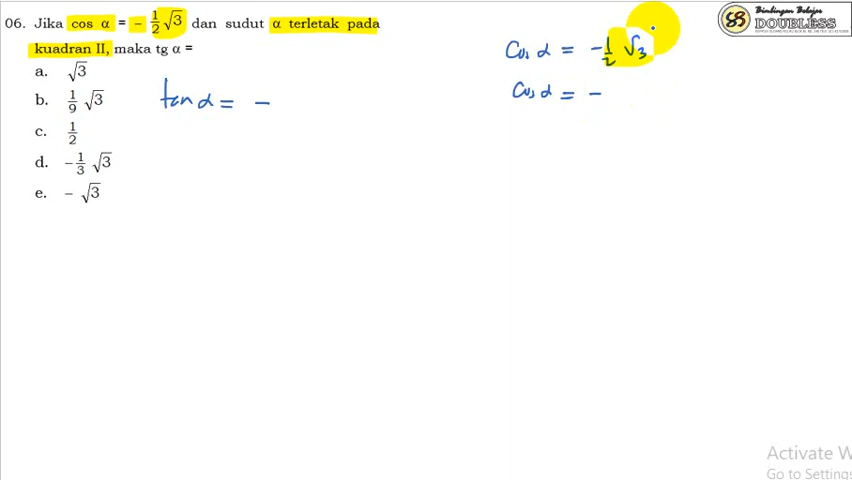 06. Jika cos α = - 1/2 √3 dan sudut α terletak pada
kuadran II, maka tg α =
a. √3
b. 1/9 √3
c. 1/2
d. - 1/3 √3
e. - √3
tan α = -
Cos α = - 1/2 √3
Cos α = -
Bimbingan Belajar
DOUBLESS
Activate W
Go to Settings